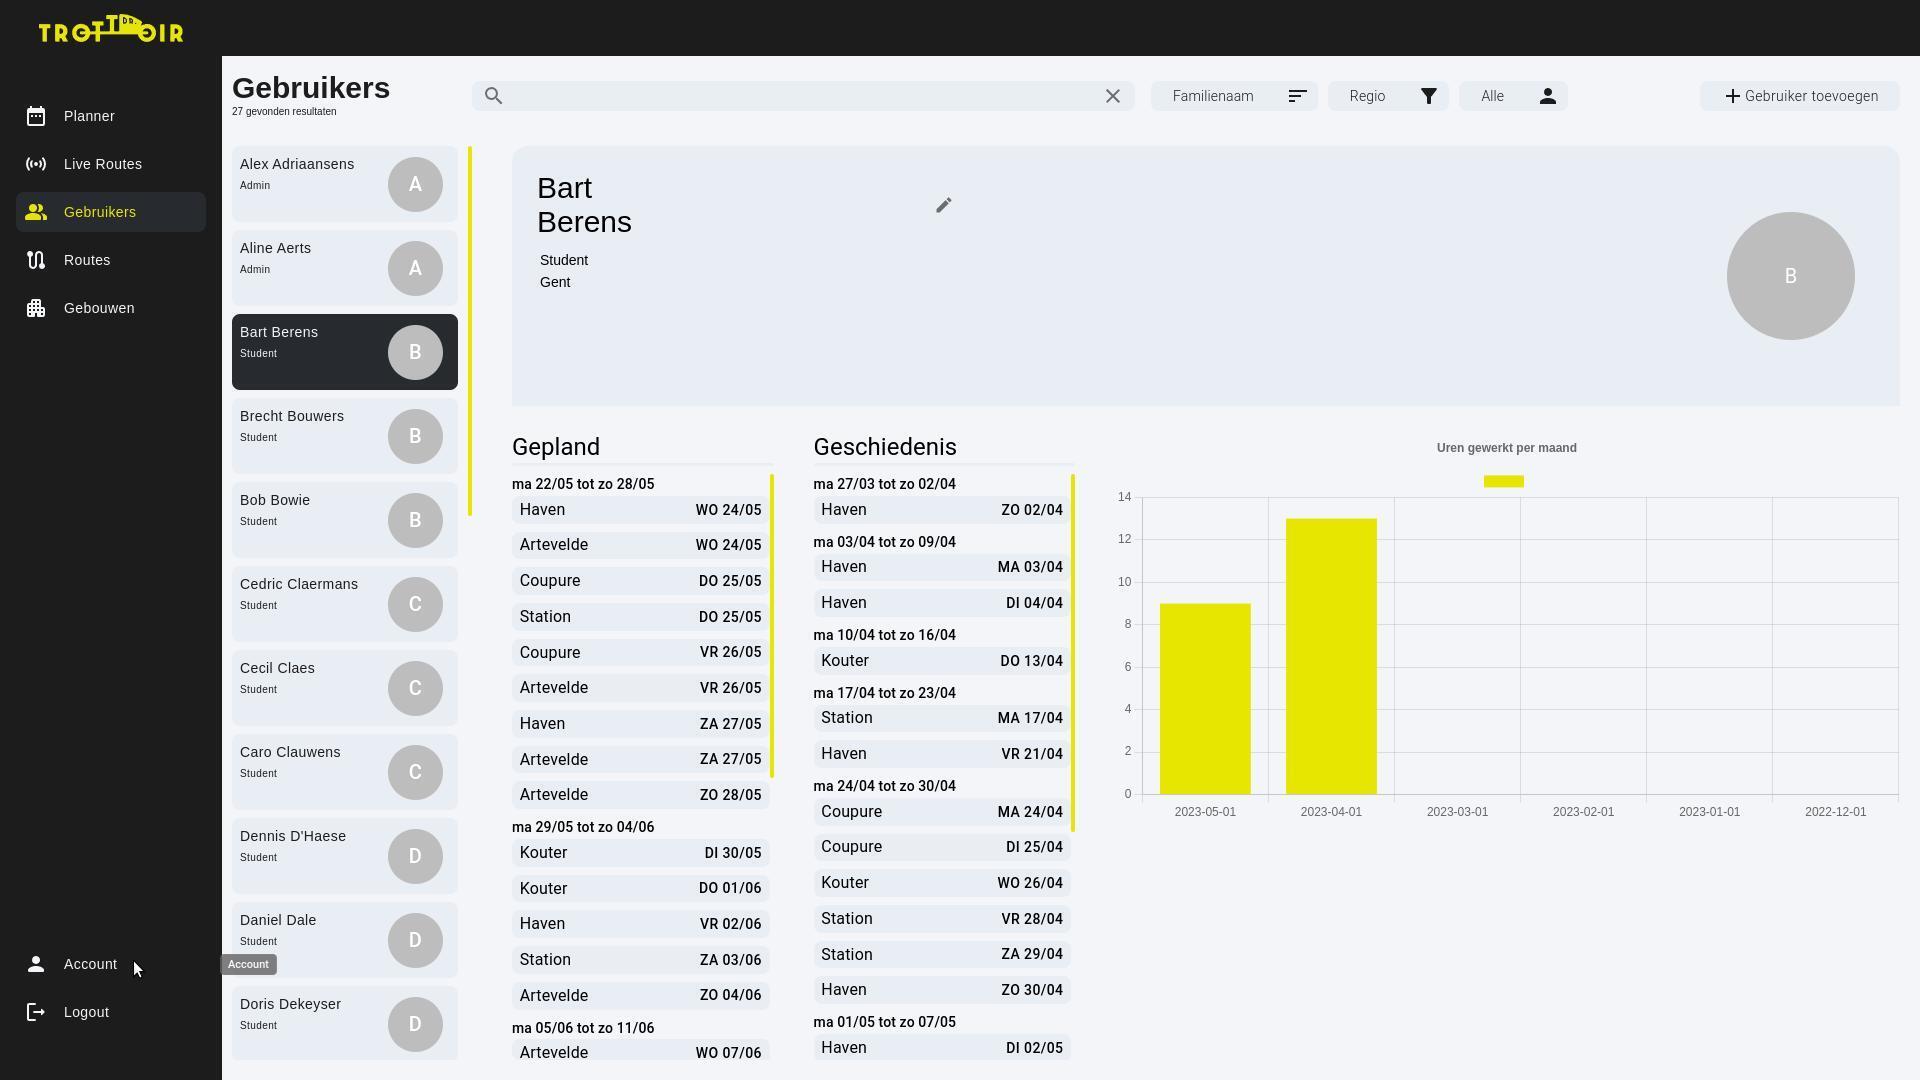 TROTTOIR
DR.
Planner
Live Routes
Gebruikers
Routes
Gebouwen
Account
Logout
Account
Gebruikers
27 gevonden resultaten
Familienaam
Regio
Alle
Gebruiker toevoegen
Alex Adriaansens
Admin
A
Aline Aerts
Admin
A
Bart Berens
Student
B
Brecht Bouwers
Student
B
Bob Bowie
Student
B
Cedric Claermans
Student
C
Cecil Claes
Student
C
Caro Clauwens
Student
C
Dennis D'Haese
Student
D
Daniel Dale
Student
D
Doris Dekeyser
Student
D
Bart
Berens
Student
Gent
B
Gepland
ma 22/05 tot zo 28/05
Haven WO 24/05
Artevelde WO 24/05
Coupure DO 25/05
Station DO 25/05
Coupure VR 26/05
Artevelde VR 26/05
Haven ZA 27/05
Artevelde ZA 27/05
Artevelde ZO 28/05
ma 29/05 tot zo 04/06
Kouter DI 30/05
Kouter DO 01/06
Haven VR 02/06
Station ZA 03/06
Artevelde ZO 04/06
ma 05/06 tot zo 11/06
Artevelde WO 07/06
Geschiedenis
ma 27/03 tot zo 02/04
Haven ZO 02/04
ma 03/04 tot zo 09/04
Haven MA 03/04
Haven DI 04/04
ma 10/04 tot zo 16/04
Kouter DO 13/04
ma 17/04 tot zo 23/04
Station MA 17/04
Haven VR 21/04
ma 24/04 tot zo 30/04
Coupure MA 24/04
Coupure DI 25/04
Kouter WO 26/04
Station VR 28/04
Station ZA 29/04
Haven ZO 30/04
ma 01/05 tot zo 07/05
Haven DI 02/05
Uren gewerkt per maand
14
12
10
8
6
4
2
0
2023-05-01 2023-04-01 2023-03-01 2023-02-01 2023-01-01 2022-12-01